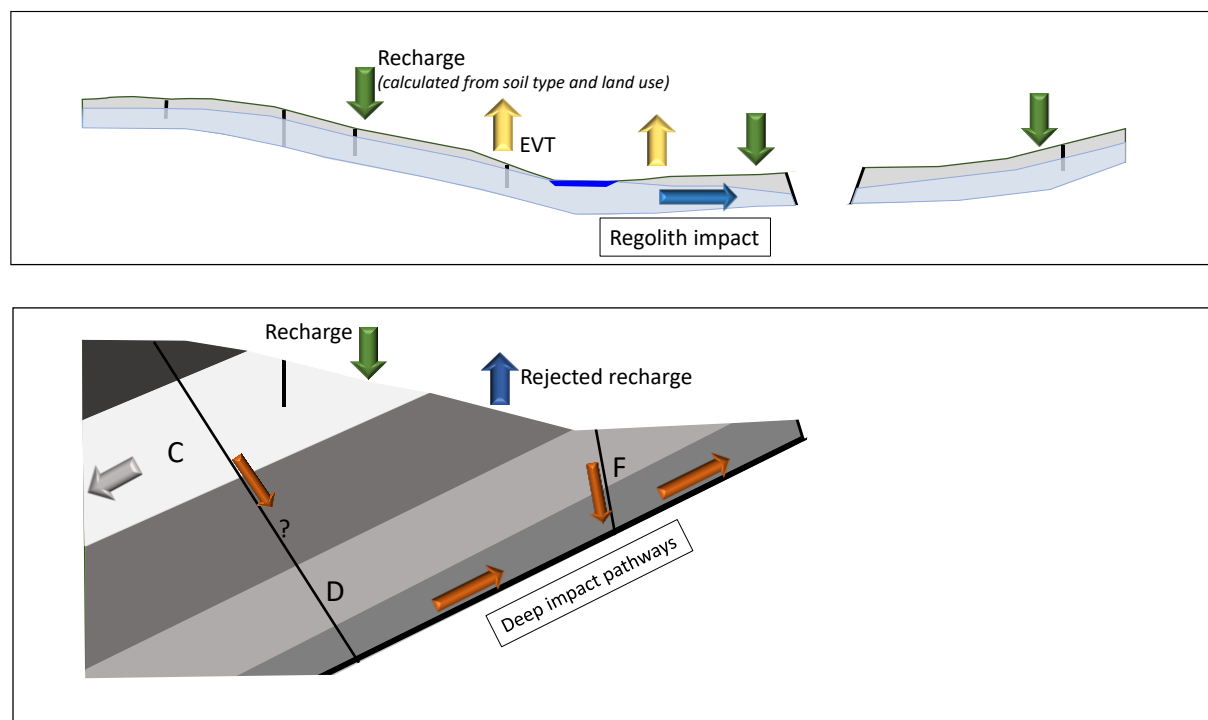 Recharge
(calculated from soil type and land use)
EVT
Regolith impact
Recharge
Rejected recharge
C
F
?
D
Deep impact pathways